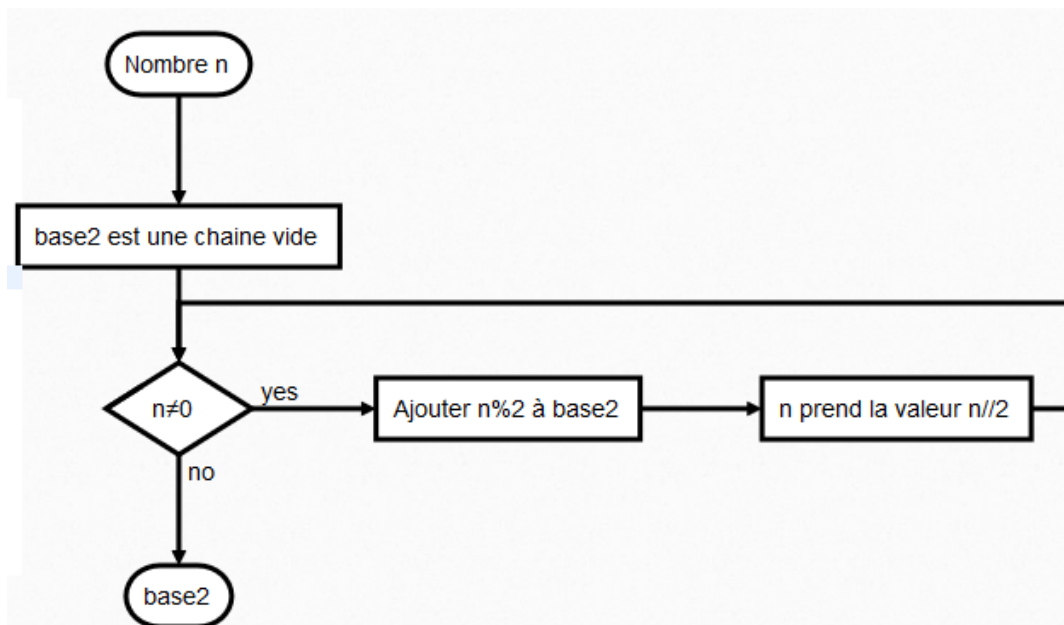 Nombre n
base2 est une chaine vide
n≠0
yes
Ajouter n%2 à base2
n prend la valeur n//2
no
base2